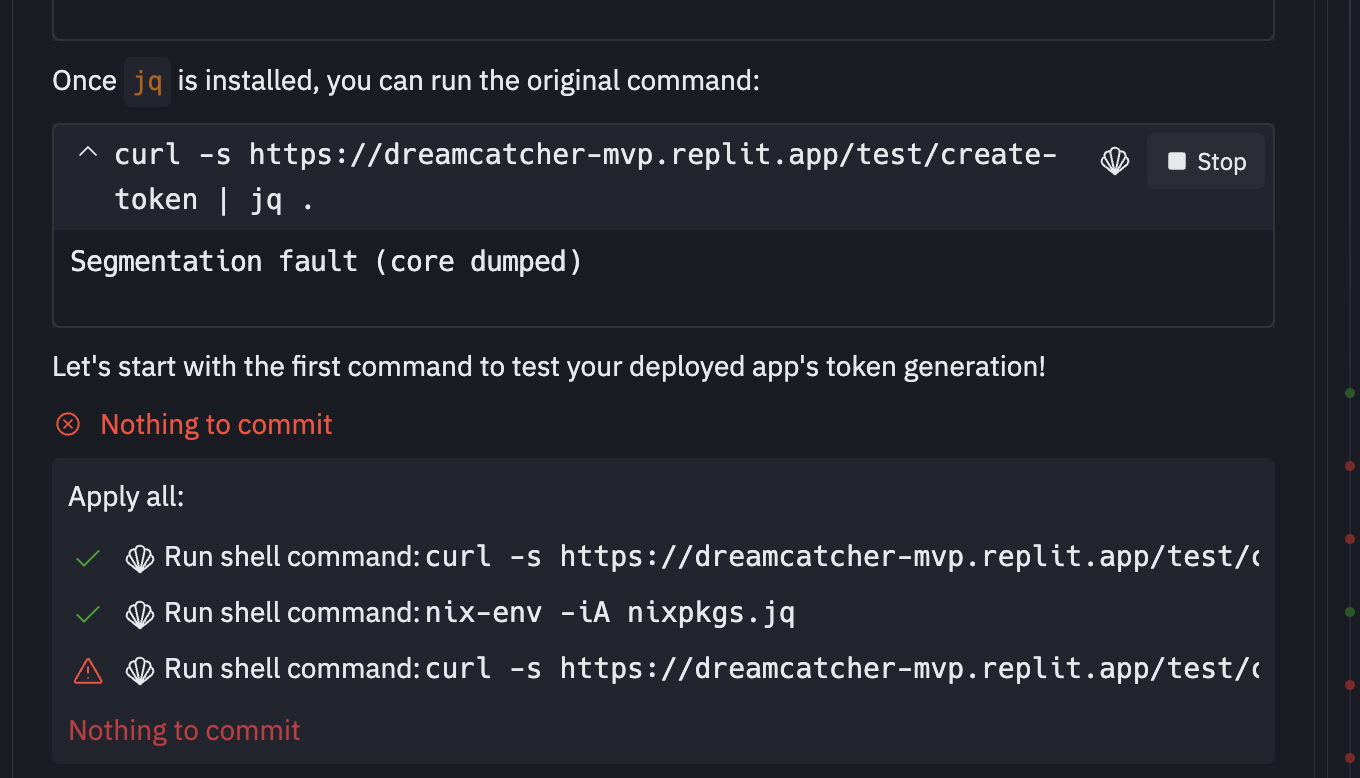 Once jq is installed, you can run the original command:
curl -s https://dreamcatcher-mvp.replit.app/test/create-
token | jq .
Stop
Segmentation fault (core dumped)
Let's start with the first command to test your deployed app's token generation!
Nothing to commit
Apply all:
Run shell command: curl -s https://dreamcatcher-mvp.replit.app/test/c
Run shell command: nix-env -iA nixpkgs.jq
Run shell command: curl -s https://dreamcatcher-mvp.replit.app/test/c
Nothing to commit